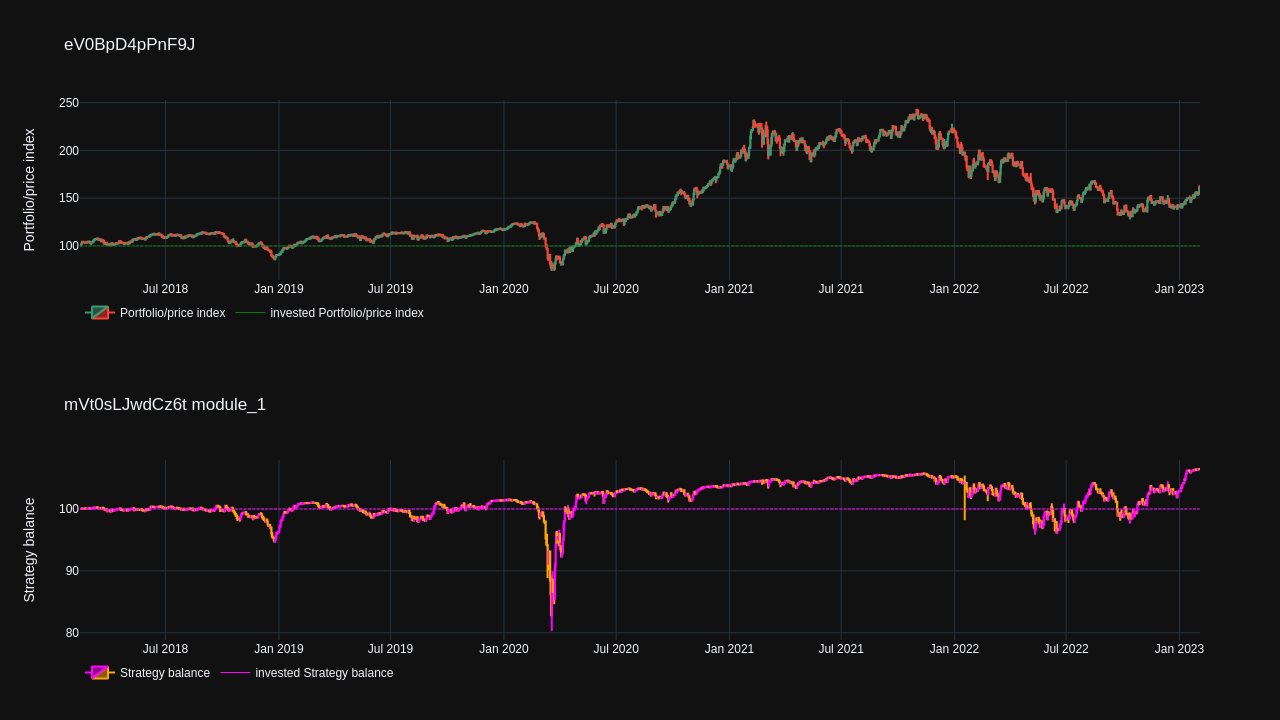 eV0BpD4pPnF9J
Portfolio/price index
250
200
150
100
Jul 2018 Jan 2019 Jul 2019 Jan 2020 Jul 2020 Jan 2021 Jul 2021 Jan 2022 Jul 2022 Jan 2023
Portfolio/price index invested Portfolio/price index
mVt0sLJwdCz6t module_1
Strategy balance
100
90
80
Jul 2018 Jan 2019 Jul 2019 Jan 2020 Jul 2020 Jan 2021 Jul 2021 Jan 2022 Jul 2022 Jan 2023
Strategy balance invested Strategy balance